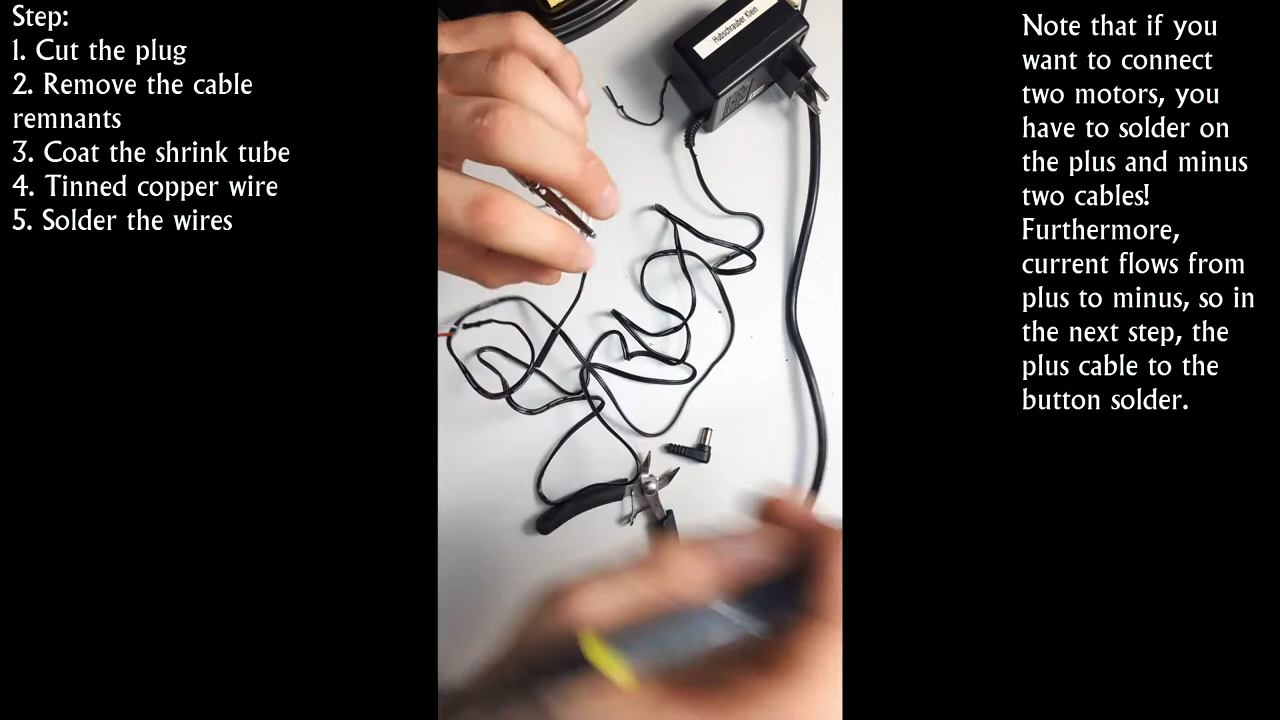 Step:
1. Cut the plug
2. Remove the cable
remnants
3. Coat the shrink tube
4. Tinned copper wire
5. Solder the wires
Hubschrauber Klein
Note that if you
want to connect
two motors, you
have to solder on
the plus and minus
two cables!
Furthermore,
current flows from
plus to minus, so in
the next step, the
plus cable to the
button solder.